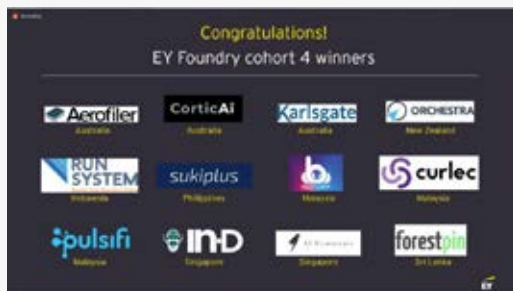 Congratulations!
EY Foundry cohort 4 winners
Aerofiler
CorticAi
Karlsgate
ORCHESTRA
Australia
Australia
Australia
New Zealand
RUN
SYSTEM
sukiplus
b
curlec
Indonesia
Philippines
Malaysia
Malaysia
pulsifi
IN-D
forestpin
Malaysia
Singapore
Singapore
Sri Lanka
EY